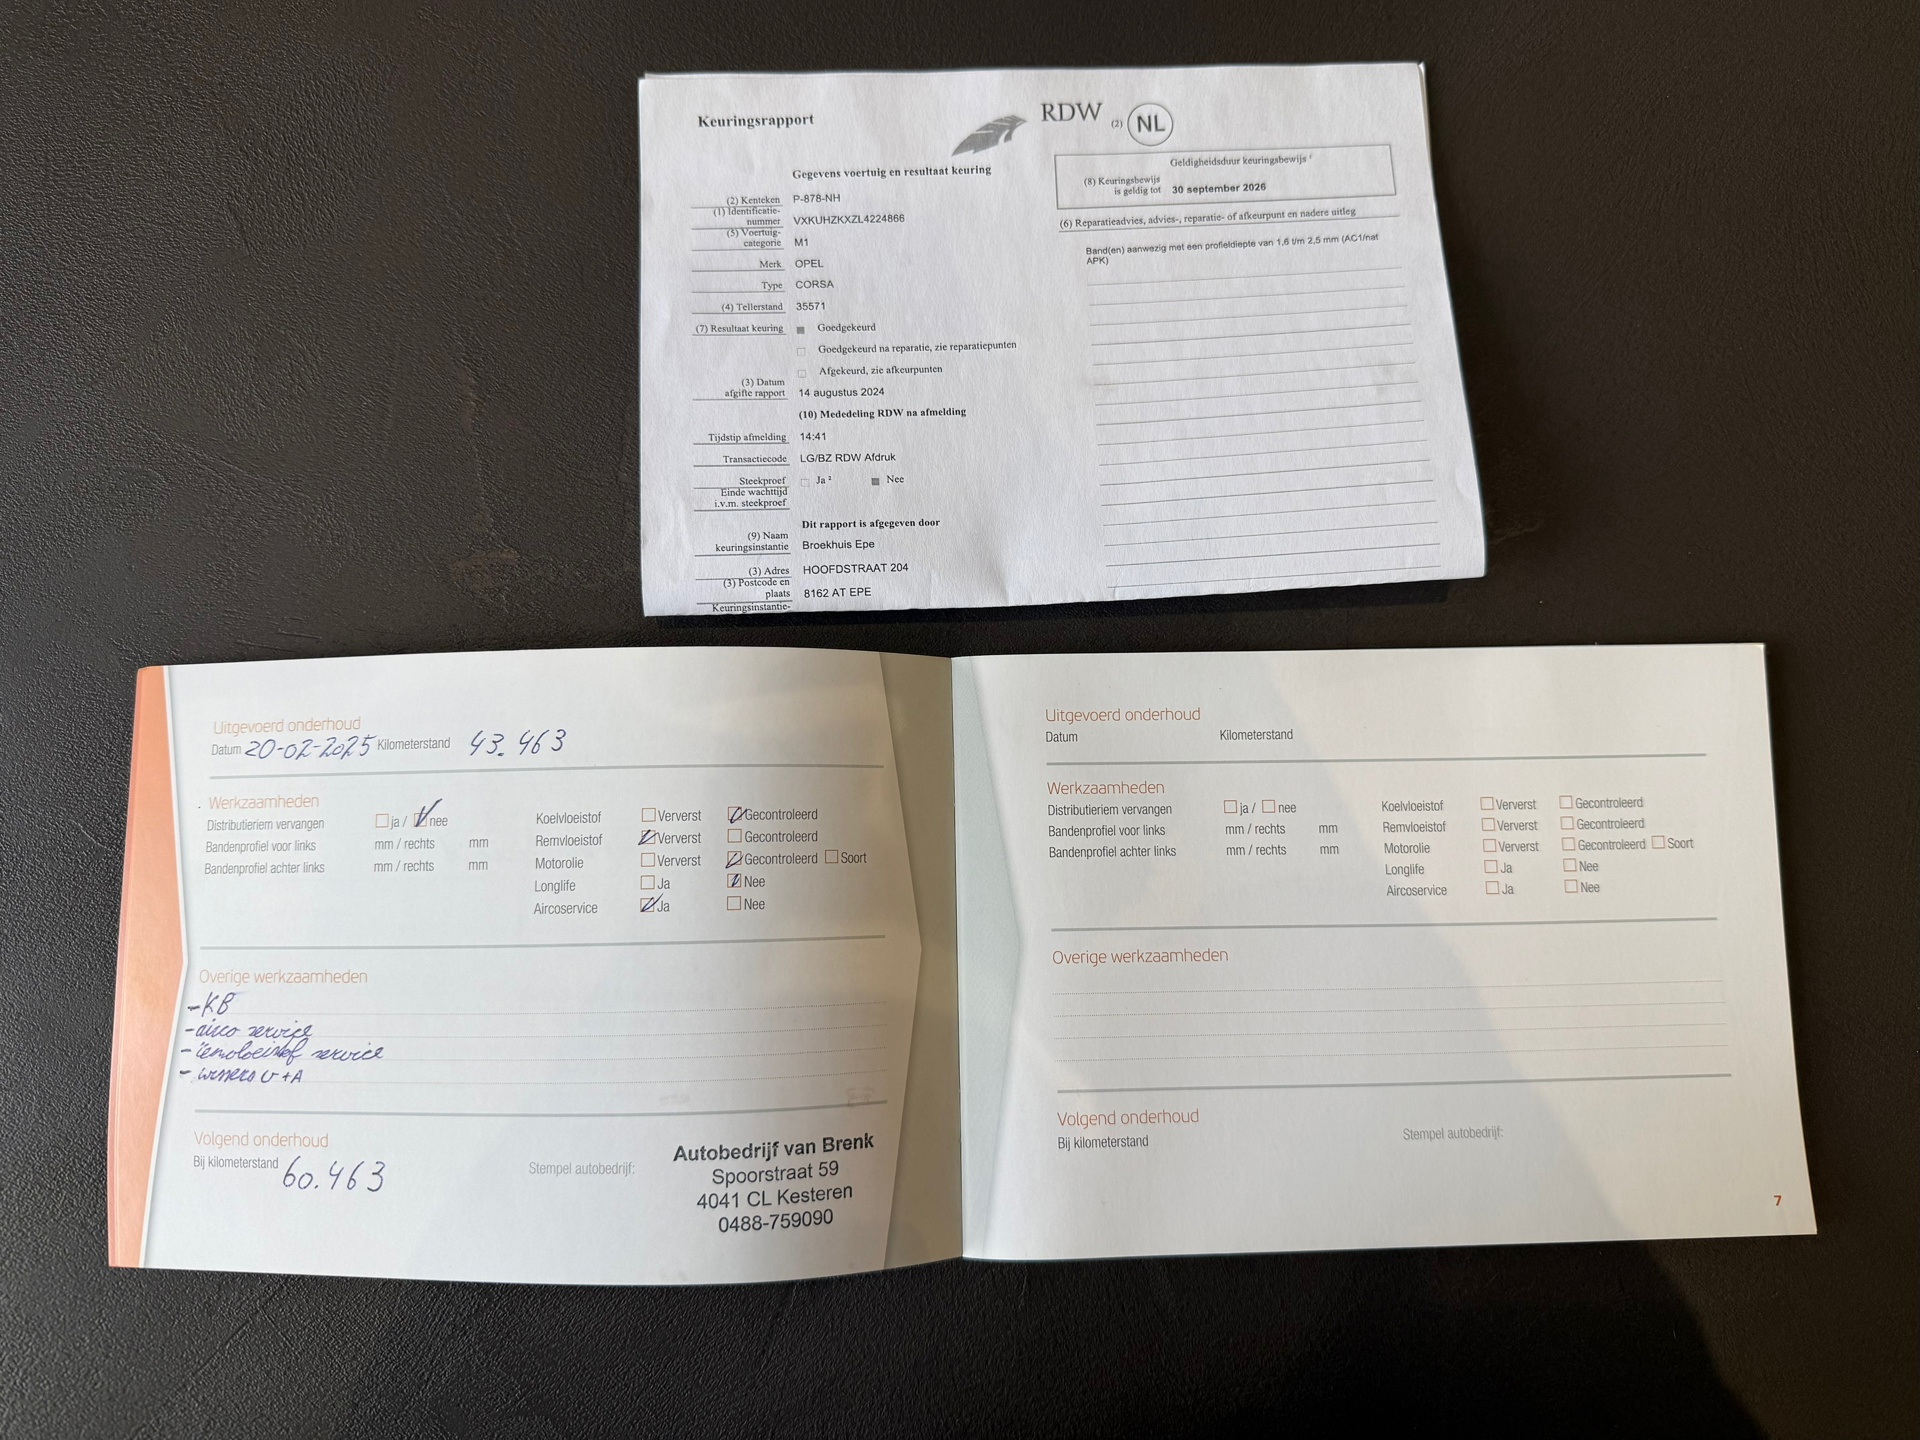 Keuringsrapport
RDW (2) NL
Gegevens voertuig en resultaat keuring
(2) Kenteken P-878-NH
(1) Identificatie-
nummer VXKUHZKXZL4224866
(5) Voertuig-
categorie M1
Merk OPEL
Type CORSA
(4) Tellerstand 35571
(7) Resultaat keuring Goedgekeurd
Goedgekeurd na reparatie, zie reparatiepunten
Afgekeurd, zie afkeurpunten
(3) Datum
afgifte rapport 14 augustus 2024
(10) Mededeling RDW na afmelding
Tijdstip afmelding 14:41
Transactiecode LG/BZ RDW Afdruk
Steekproef Ja ² Nee
Einde wachttijd
i.v.m. steekproef
Dit rapport is afgegeven door
(9) Naam
keuringsinstantie Broekhuis Epe
(3) Adres HOOFDSTRAAT 204
(3) Postcode en
plaats 8162 AT EPE
Keuringsinstantie-
Geldigheidsduur keuringsbewijs ¹
(8) Keuringsbewijs
is geldig tot 30 september 2026
(6) Reparatieadvies, advies-, reparatie- of afkeurpunt en nadere uitleg
Band(en) aanwezig met een profieldiepte van 1,6 t/m 2,5 mm (AC1/nat
APK)
Uitgevoerd onderhoud
Datum 20-02-2025 Kilometerstand 43.463
Werkzaamheden
Distributieriem vervangen ja / nee
Bandenprofiel voor links mm / rechts mm
Bandenprofiel achter links mm / rechts mm
Koelvloeistof Ververst Gecontroleerd
Remvloeistof Ververst Gecontroleerd
Motorolie Ververst Gecontroleerd Soort
Longlife Ja Nee
Aircoservice Ja Nee
Overige werkzaamheden
- KB
- airco service
- remvloeistof service
- wissers V+A
Volgend onderhoud
Bij kilometerstand 60.463
Stempel autobedrijf:
Autobedrijf van Brenk
Spoorstraat 59
4041 CL Kesteren
0488-759090
Uitgevoerd onderhoud
Datum Kilometerstand
Werkzaamheden
Distributieriem vervangen ja / nee
Bandenprofiel voor links mm / rechts mm
Bandenprofiel achter links mm / rechts mm
Koelvloeistof Ververst Gecontroleerd
Remvloeistof Ververst Gecontroleerd
Motorolie Ververst Gecontroleerd Soort
Longlife Ja Nee
Aircoservice Ja Nee
Overige werkzaamheden
Volgend onderhoud
Bij kilometerstand
Stempel autobedrijf:
7